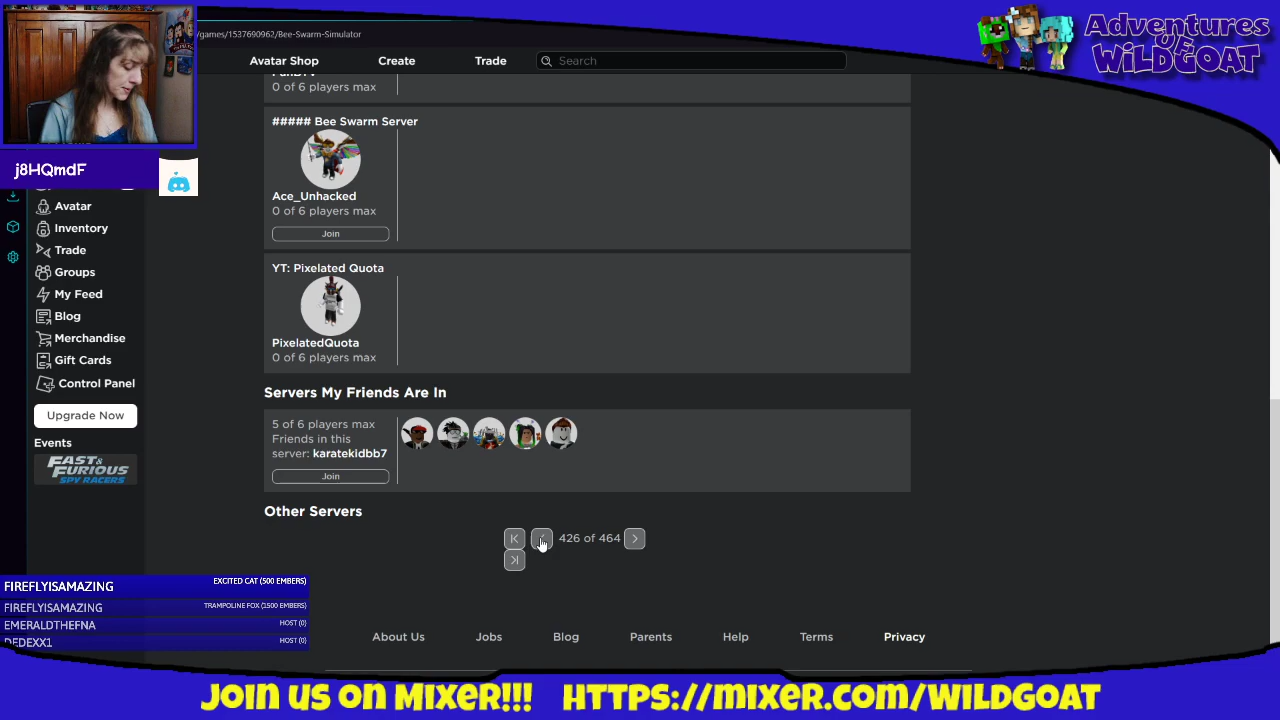 /games/1537690962/Bee-Swarm-Simulator
Adventures
OF
WILDGOAT
Avatar Shop
Create
Trade
Search
0 of 6 players max
##### Bee Swarm Server
Ace_Unhacked
0 of 6 players max
Join
j8HQmdF
Avatar
Inventory
Trade
Groups
My Feed
Blog
Merchandise
Gift Cards
Control Panel
Upgrade Now
Events
FAST & FURIOUS
SPY RACERS
YT: Pixelated Quota
PixelatedQuota
0 of 6 players max
Servers My Friends Are In
5 of 6 players max
Friends in this
server: karatekidbb7
Join
Other Servers
426 of 464
FIREFLYISAMAZING EXCITED CAT (500 EMBERS)
FIREFLYISAMAZING TRAMPOLINE FOX (1500 EMBERS)
EMERALDTHEFNA HOST (0)
DEDEXX1 HOST (0)
About Us
Jobs
Blog
Parents
Help
Terms
Privacy
Join us on Mixer!!! HTTPS://mixer.com/WILDGOAT